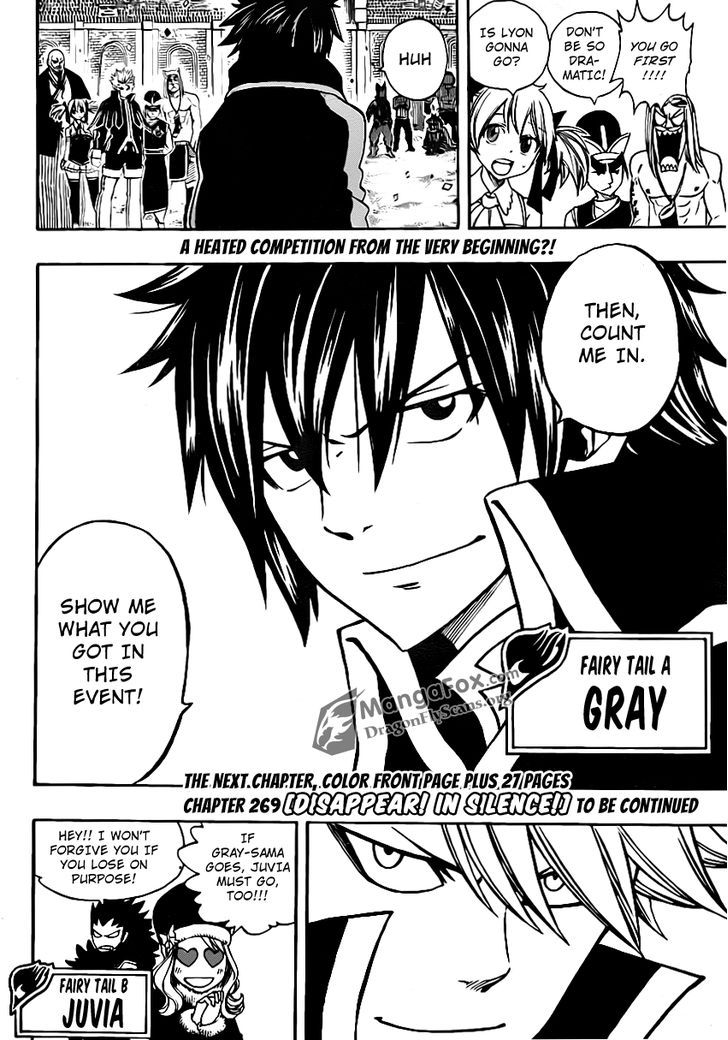 HUH
IS LYON
GONNA
GO?
DON'T
BE SO
DRA-
MATIC!
YOU GO
FIRST
!!!!
A HEATED COMPETITION FROM THE VERY BEGINNING?!
THEN,
COUNT
ME IN.
SHOW ME
WHAT YOU
GOT IN
THIS
EVENT!
FAIRY TAIL A
GRAY
MangaFox.com
DragonFlyScans.org
THE NEXT CHAPTER, COLOR FRONT PAGE PLUS 27 PAGES
CHAPTER 269 [DISAPPEAR! IN SILENCE!] TO BE CONTINUED
HEY!! I WON'T
FORGIVE YOU IF
YOU LOSE ON
PURPOSE!
IF
GRAY-SAMA
GOES, JUVIA
MUST GO,
TOO!!!
FAIRY TAIL B
JUVIA